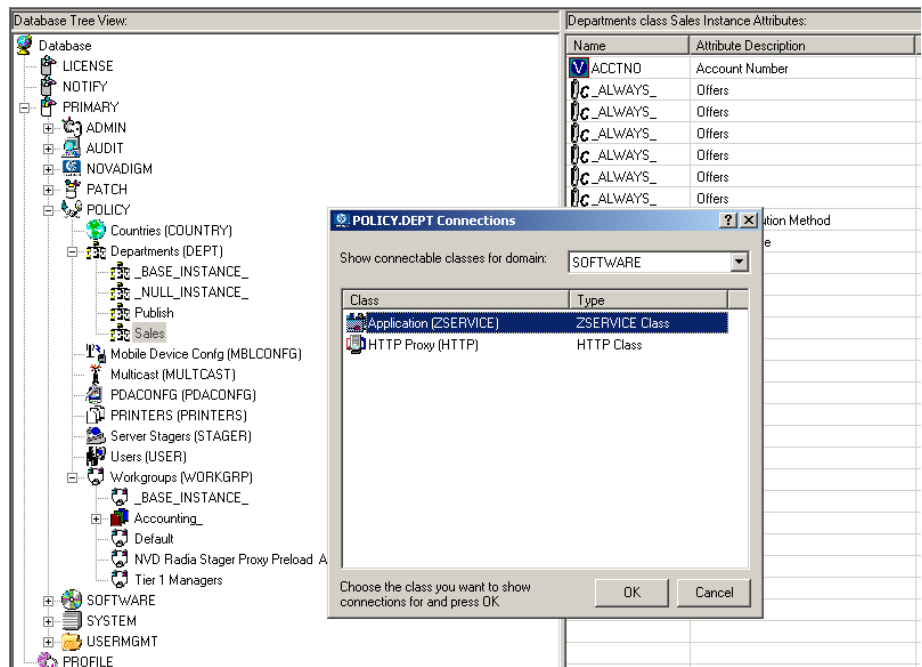 Database Tree View:
Database
LICENSE
NOTIFY
PRIMARY
ADMIN
AUDIT
NOVADIGM
PATCH
POLICY
Countries (COUNTRY)
Departments (DEPT)
_BASE_INSTANCE_
_NULL_INSTANCE_
Publish
Sales
Mobile Device Confg (MBLCONFG)
Multicast (MULTCAST)
PDACONFG (PDACONFG)
PRINTERS (PRINTERS)
Server Stagers (STAGER)
Users (USER)
Workgroups (WORKGRP)
_BASE_INSTANCE_
Accounting_
Default
NVD Radia Stager Proxy Preload A
Tier 1 Managers
SOFTWARE
SYSTEM
USERMGMT
PROFILE
Departments class Sales Instance Attributes:
Name Attribute Description
ACCTNO Account Number
_ALWAYS_ Offers
_ALWAYS_ Offers
_ALWAYS_ Offers
_ALWAYS_ Offers
_ALWAYS_ Offers
_ALWAYS_ Offers
ution Method
e
POLICY.DEPT Connections
Show connectable classes for domain: SOFTWARE
Class Type
Application (ZSERVICE) ZSERVICE Class
HTTP Proxy (HTTP) HTTP Class
Choose the class you want to show
connections for and press OK
OK Cancel